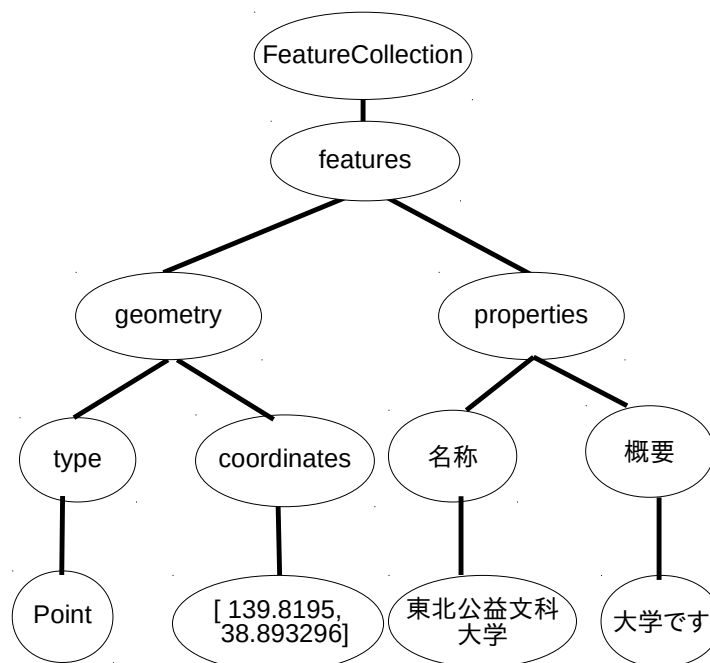 FeatureCollection
features
geometry
properties
type
coordinates
名称
概要
Point
[ 139.8195,
38.893296]
東北公益文科
大学
大学です